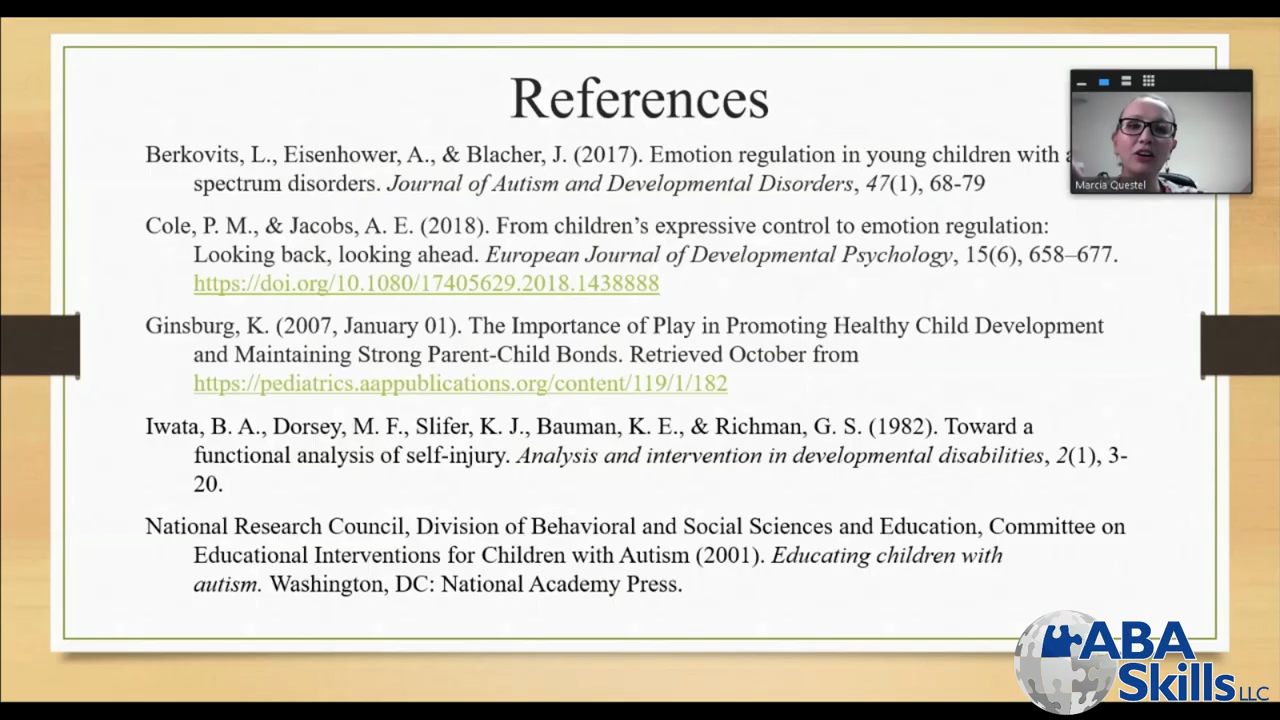 References
Berkovits, L., Eisenhower, A., & Blacher, J. (2017). Emotion regulation in young children with
spectrum disorders. Journal of Autism and Developmental Disorders, 47(1), 68-79
Cole, P. M., & Jacobs, A. E. (2018). From children’s expressive control to emotion regulation:
Looking back, looking ahead. European Journal of Developmental Psychology, 15(6), 658–677.
https://doi.org/10.1080/17405629.2018.1438888
Ginsburg, K. (2007, January 01). The Importance of Play in Promoting Healthy Child Development
and Maintaining Strong Parent-Child Bonds. Retrieved October from
https://pediatrics.aappublications.org/content/119/1/182
Iwata, B. A., Dorsey, M. F., Slifer, K. J., Bauman, K. E., & Richman, G. S. (1982). Toward a
functional analysis of self-injury. Analysis and intervention in developmental disabilities, 2(1), 3-
20.
National Research Council, Division of Behavioral and Social Sciences and Education, Committee on
Educational Interventions for Children with Autism (2001). Educating children with
autism. Washington, DC: National Academy Press.
Marcia Questel
ABA
Skills LLC